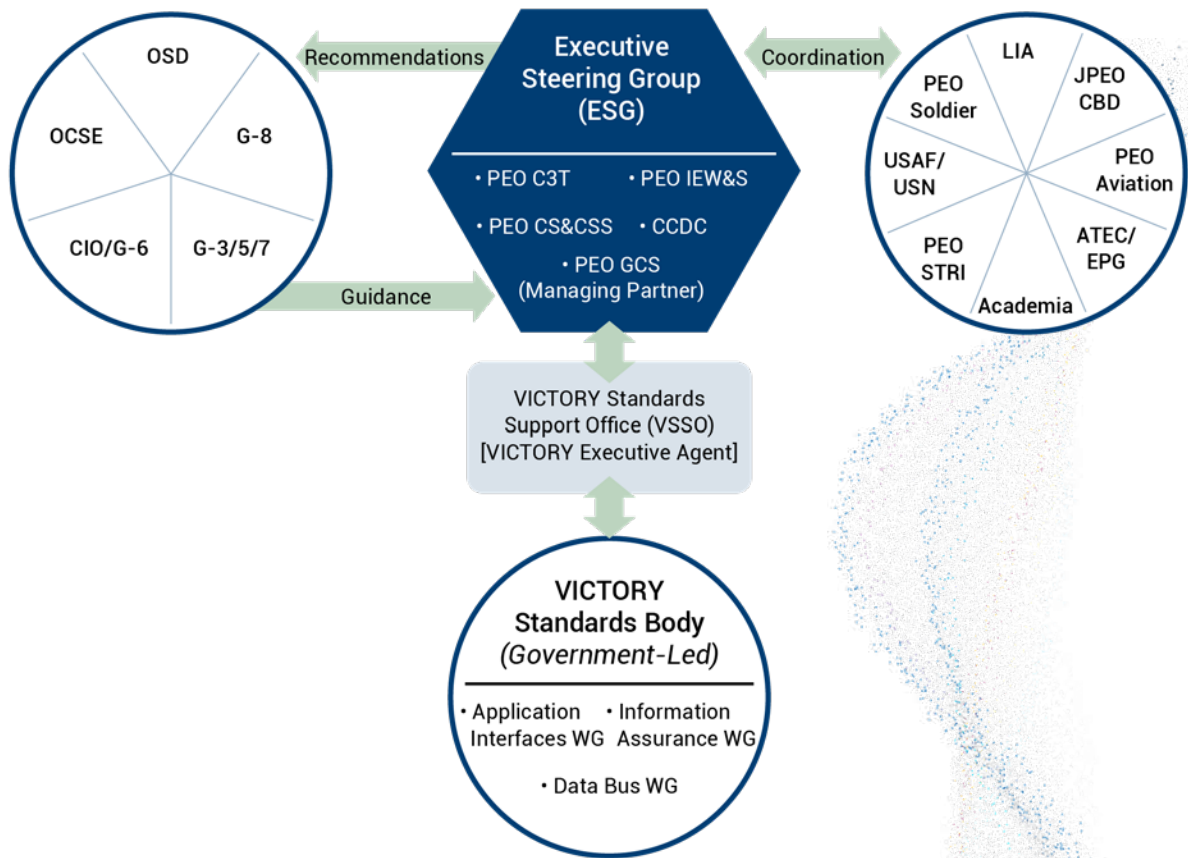 OSD
OCSE
G-8
CIO/G-6
G-3/5/7
Recommendations
Guidance
Executive
Steering Group
(ESG)
• PEO C3T
• PEO IEW&S
• PEO CS&CSS
• CCDC
• PEO GCS
(Managing Partner)
Coordination
LIA
JPEO
CBD
PEO
Aviation
ATEC/
EPG
Academia
PEO
STRI
USAF/
USN
PEO
Soldier
VICTORY Standards
Support Office (VSSO)
[VICTORY Executive Agent]
VICTORY
Standards Body
(Government-Led)
• Application
Interfaces WG
• Information
Assurance WG
• Data Bus WG